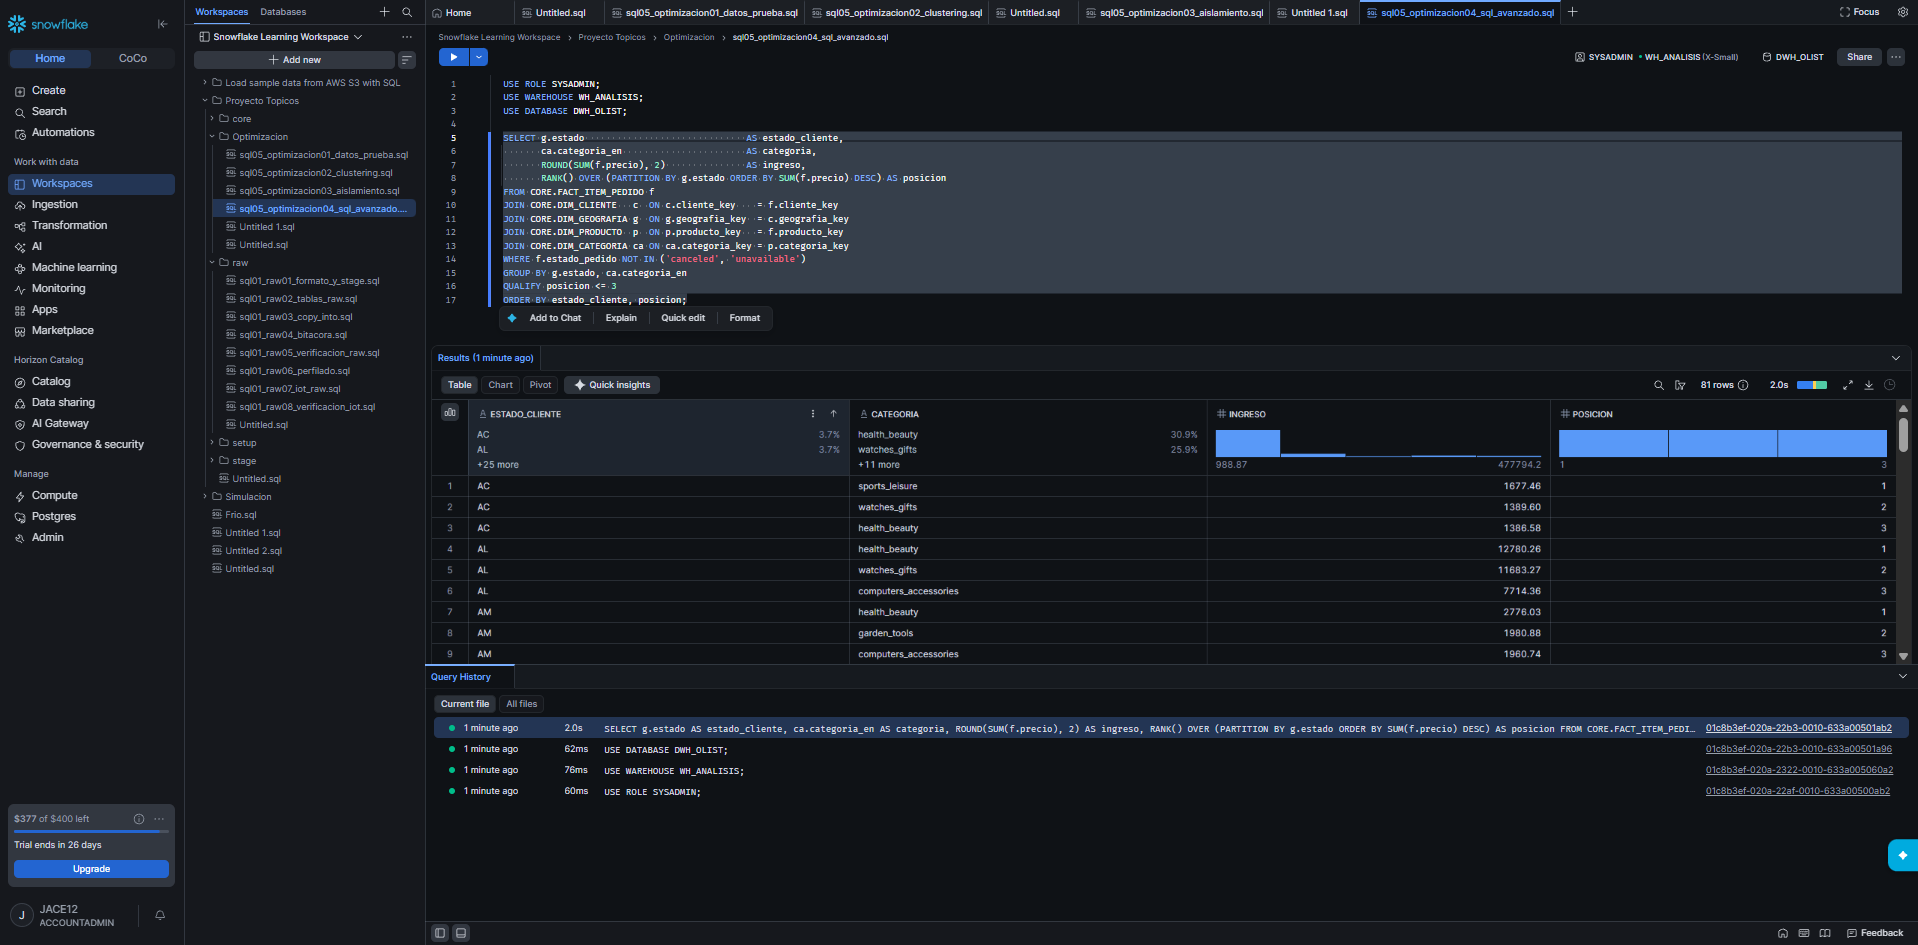 snowflake
Home
CoCo
Create
Search
Automations
Work with data
Workspaces
Ingestion
Transformation
AI
Machine learning
Monitoring
Apps
Marketplace
Horizon Catalog
Catalog
Data sharing
AI Gateway
Governance & security
Manage
Compute
Postgres
Admin
$377 of $400 left
Trial ends in 26 days
Upgrade
J
JACE12
ACCOUNTADMIN
Workspaces
Databases
Snowflake Learning Workspace
Add new
Load sample data from AWS S3 with SQL
Proyecto Topicos
core
Optimizacion
sql05_optimizacion01_datos_prueba.sql
sql05_optimizacion02_clustering.sql
sql05_optimizacion03_aislamiento.sql
sql05_optimizacion04_sql_avanzado....
Untitled 1.sql
Untitled.sql
raw
sql01_raw01_formato_y_stage.sql
sql01_raw02_tablas_raw.sql
sql01_raw03_copy_into.sql
sql01_raw04_bitacora.sql
sql01_raw05_verificacion_raw.sql
sql01_raw06_perfilado.sql
sql01_raw07_iot_raw.sql
sql01_raw08_verificacion_iot.sql
Untitled.sql
setup
stage
Untitled.sql
Simulacion
Frio.sql
Untitled 1.sql
Untitled 2.sql
Untitled.sql
Home
Untitled.sql
sql05_optimizacion01_datos_prueba.sql
sql05_optimizacion02_clustering.sql
Untitled.sql
sql05_optimizacion03_aislamiento.sql
Untitled 1.sql
sql05_optimizacion04_sql_avanzado.sql
Focus
Snowflake Learning Workspace > Proyecto Topicos > Optimizacion > sql05_optimizacion04_sql_avanzado.sql
SYSADMIN • WH_ANALISIS (X-Small)
DWH_OLIST
Share
1 USE ROLE SYSADMIN;
2 USE WAREHOUSE WH_ANALISIS;
3 USE DATABASE DWH_OLIST;
4
5 SELECT g.estado AS estado_cliente,
6 ca.categoria_en AS categoria,
7 ROUND(SUM(f.precio), 2) AS ingreso,
8 RANK() OVER (PARTITION BY g.estado ORDER BY SUM(f.precio) DESC) AS posicion
9 FROM CORE.FACT_ITEM_PEDIDO f
10 JOIN CORE.DIM_CLIENTE c ON c.cliente_key = f.cliente_key
11 JOIN CORE.DIM_GEOGRAFIA g ON g.geografia_key = c.geografia_key
12 JOIN CORE.DIM_PRODUCTO p ON p.producto_key = f.producto_key
13 JOIN CORE.DIM_CATEGORIA ca ON ca.categoria_key = p.categoria_key
14 WHERE f.estado_pedido NOT IN ('canceled', 'unavailable')
15 GROUP BY g.estado, ca.categoria_en
16 QUALIFY posicion <= 3
17 ORDER BY estado_cliente, posicion;
Add to Chat
Explain
Quick edit
Format
Results (1 minute ago)
Table
Chart
Pivot
Quick insights
81 rows
2.0s
ESTADO_CLIENTE
CATEGORIA
INGRESO
POSICION
AC 3.7%
AL 3.7%
+25 more
health_beauty 30.9%
watches_gifts 25.9%
+11 more
988.87 477794.2
1 3
1 AC sports_leisure 1677.46 1
2 AC watches_gifts 1389.60 2
3 AC health_beauty 1386.58 3
4 AL health_beauty 12780.26 1
5 AL watches_gifts 11683.27 2
6 AL computers_accessories 7714.36 3
7 AM health_beauty 2776.03 1
8 AM garden_tools 1980.88 2
9 AM computers_accessories 1960.74 3
Query History
Current file
All files
1 minute ago 2.0s SELECT g.estado AS estado_cliente, ca.categoria_en AS categoria, ROUND(SUM(f.precio), 2) AS ingreso, RANK() OVER (PARTITION BY g.estado ORDER BY SUM(f.precio) DESC) AS posicion FROM CORE.FACT_ITEM_PEDI... 01c8b3ef-020a-22b3-0010-633a00501ab2
1 minute ago 62ms USE DATABASE DWH_OLIST; 01c8b3ef-020a-22b3-0010-633a00501a96
1 minute ago 76ms USE WAREHOUSE WH_ANALISIS; 01c8b3ef-020a-2322-0010-633a005060a2
1 minute ago 60ms USE ROLE SYSADMIN; 01c8b3ef-020a-22af-0010-633a00500ab2
Feedback